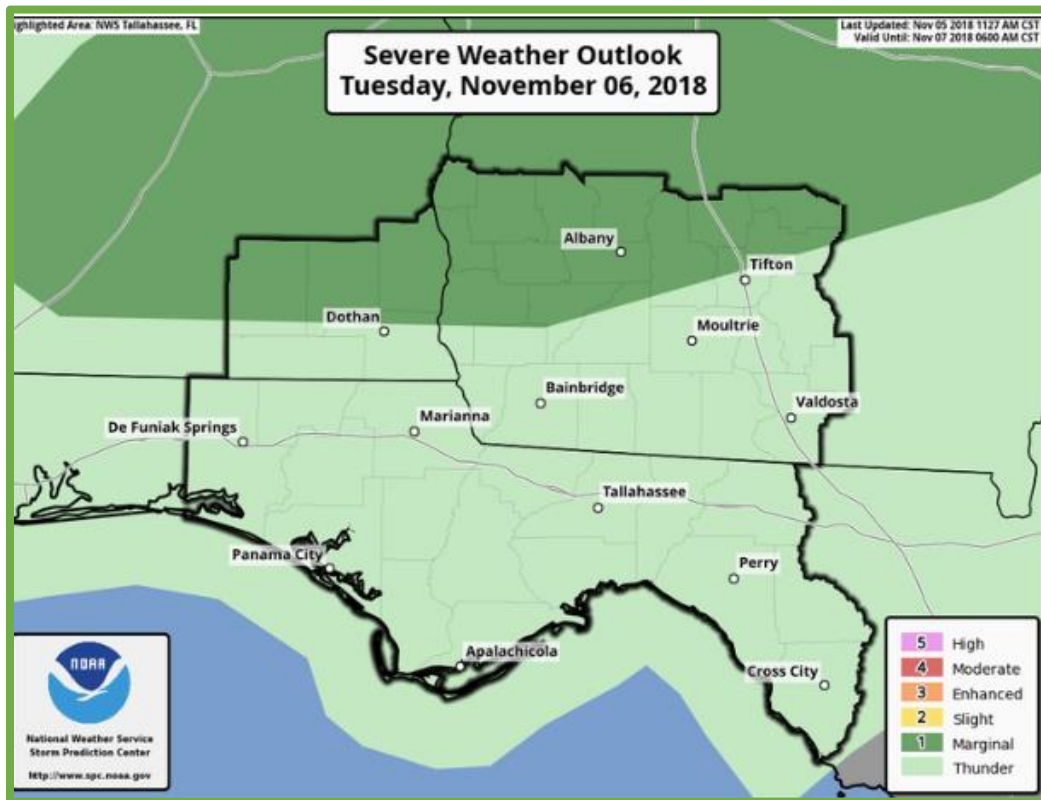 ighlighted Area: NWS Tallahassee, FL
Last Updated: Nov 05 2018 1127 AM CST
Valid Until: Nov 07 2018 0600 AM CST
Severe Weather Outlook
Tuesday, November 06, 2018
Albany
Tifton
Dothan
Moultrie
Bainbridge
Valdosta
Marianna
De Funiak Springs
Tallahassee
Panama City
Perry
Apalachicola
Cross City
NOAA
National Weather Service
Storm Prediction Center
http://www.spc.noaa.gov
5 High
4 Moderate
3 Enhanced
2 Slight
1 Marginal
Thunder